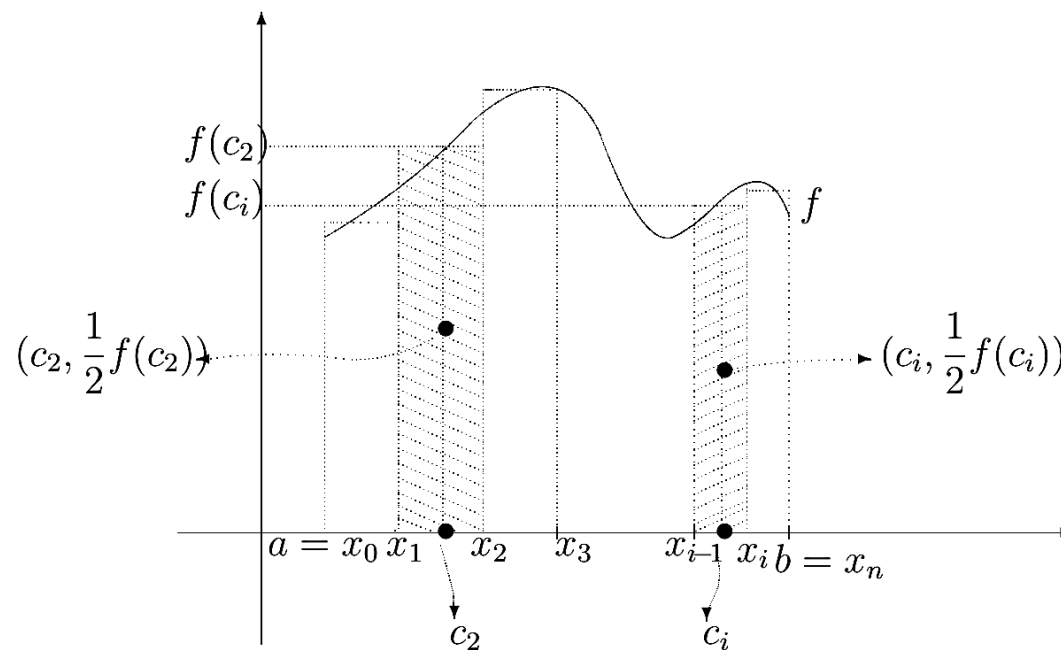 f(c_2)
f(c_i)
f
(c_2, \frac{1}{2}f(c_2))
(c_i, \frac{1}{2}f(c_i))
a = x_0 x_1 x_2 x_3 x_{i-1} x_i b = x_n
c_2 c_i